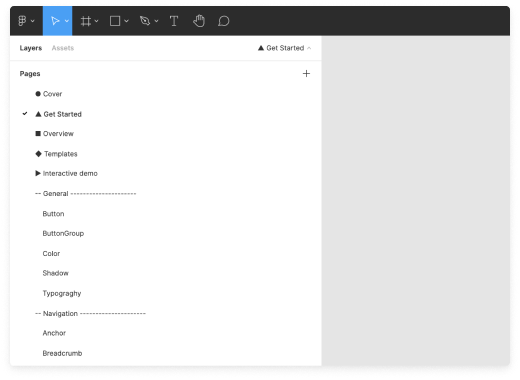 Layers Assets ▲ Get Started
Pages
● Cover
▲ Get Started
■ Overview
◆ Templates
▶ Interactive demo
-- General ---------------------
Button
ButtonGroup
Color
Shadow
Typograghy
-- Navigation ---------------------
Anchor
Breadcrumb